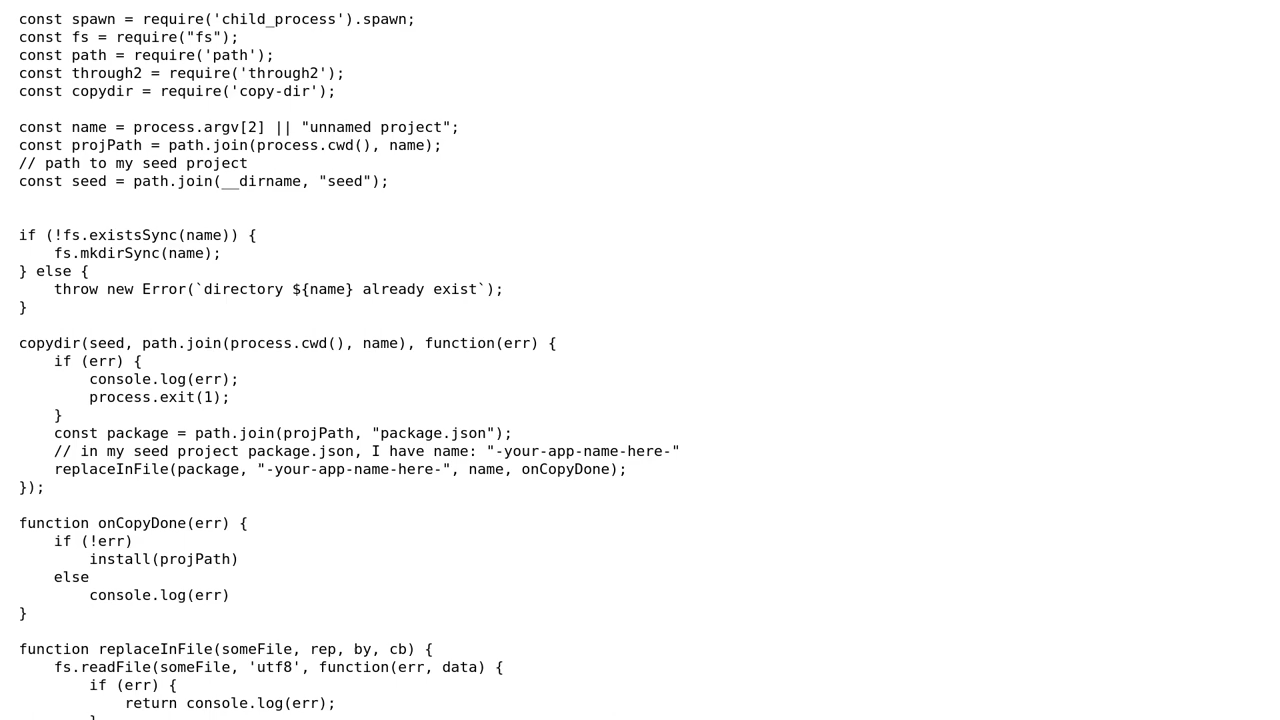 const spawn = require('child_process').spawn;
const fs = require("fs");
const path = require('path');
const through2 = require('through2');
const copydir = require('copy-dir');

const name = process.argv[2] || "unnamed project";
const projPath = path.join(process.cwd(), name);
// path to my seed project
const seed = path.join(__dirname, "seed");


if (!fs.existsSync(name)) {
    fs.mkdirSync(name);
} else {
    throw new Error(`directory ${name} already exist`);
}

copydir(seed, path.join(process.cwd(), name), function(err) {
    if (err) {
        console.log(err);
        process.exit(1);
    }
    const package = path.join(projPath, "package.json");
    // in my seed project package.json, I have name: "-your-app-name-here-"
    replaceInFile(package, "-your-app-name-here-", name, onCopyDone);
});

function onCopyDone(err) {
    if (!err)
        install(projPath)
    else
        console.log(err)
}

function replaceInFile(someFile, rep, by, cb) {
    fs.readFile(someFile, 'utf8', function(err, data) {
        if (err) {
            return console.log(err);
        }